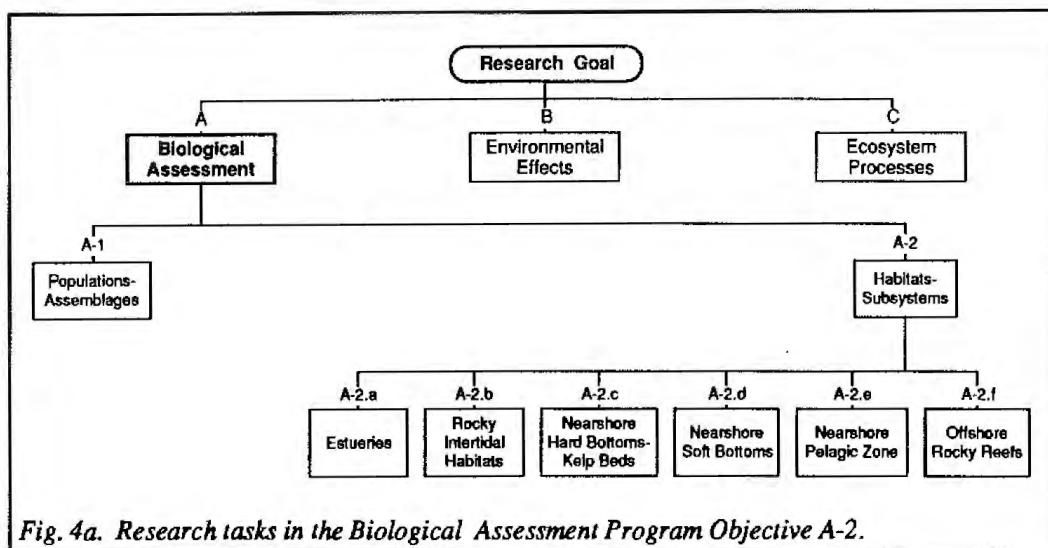 Research Goal
A
B
C
Biological
Assessment
Environmental
Effects
Ecosystem
Processes
A-1
A-2
Populations-
Assemblages
Habitats-
Subsystems
A-2.a
A-2.b
A-2.c
A-2.d
A-2.e
A-2.f
Estueries
Rocky
Intertidal
Habitats
Nearshore
Hard Bottoms-
Kelp Beds
Nearshore
Soft Bottoms
Nearshore
Pelagic Zone
Offshore
Rocky Reefs
Fig. 4a. Research tasks in the Biological Assessment Program Objective A-2.